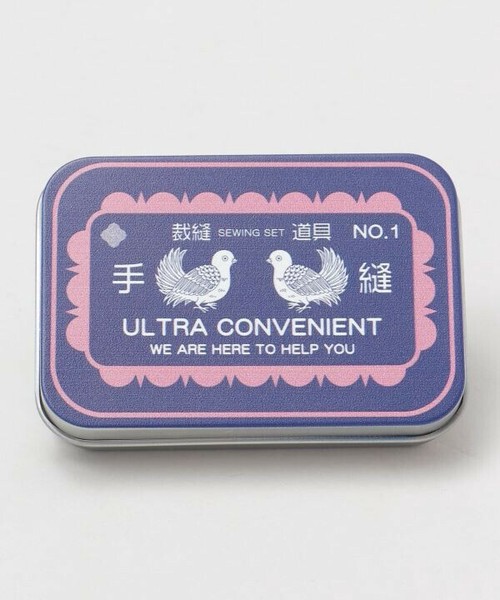 裁縫 SEWING SET 道具 NO.1
手 縫
ULTRA CONVENIENT
WE ARE HERE TO HELP YOU